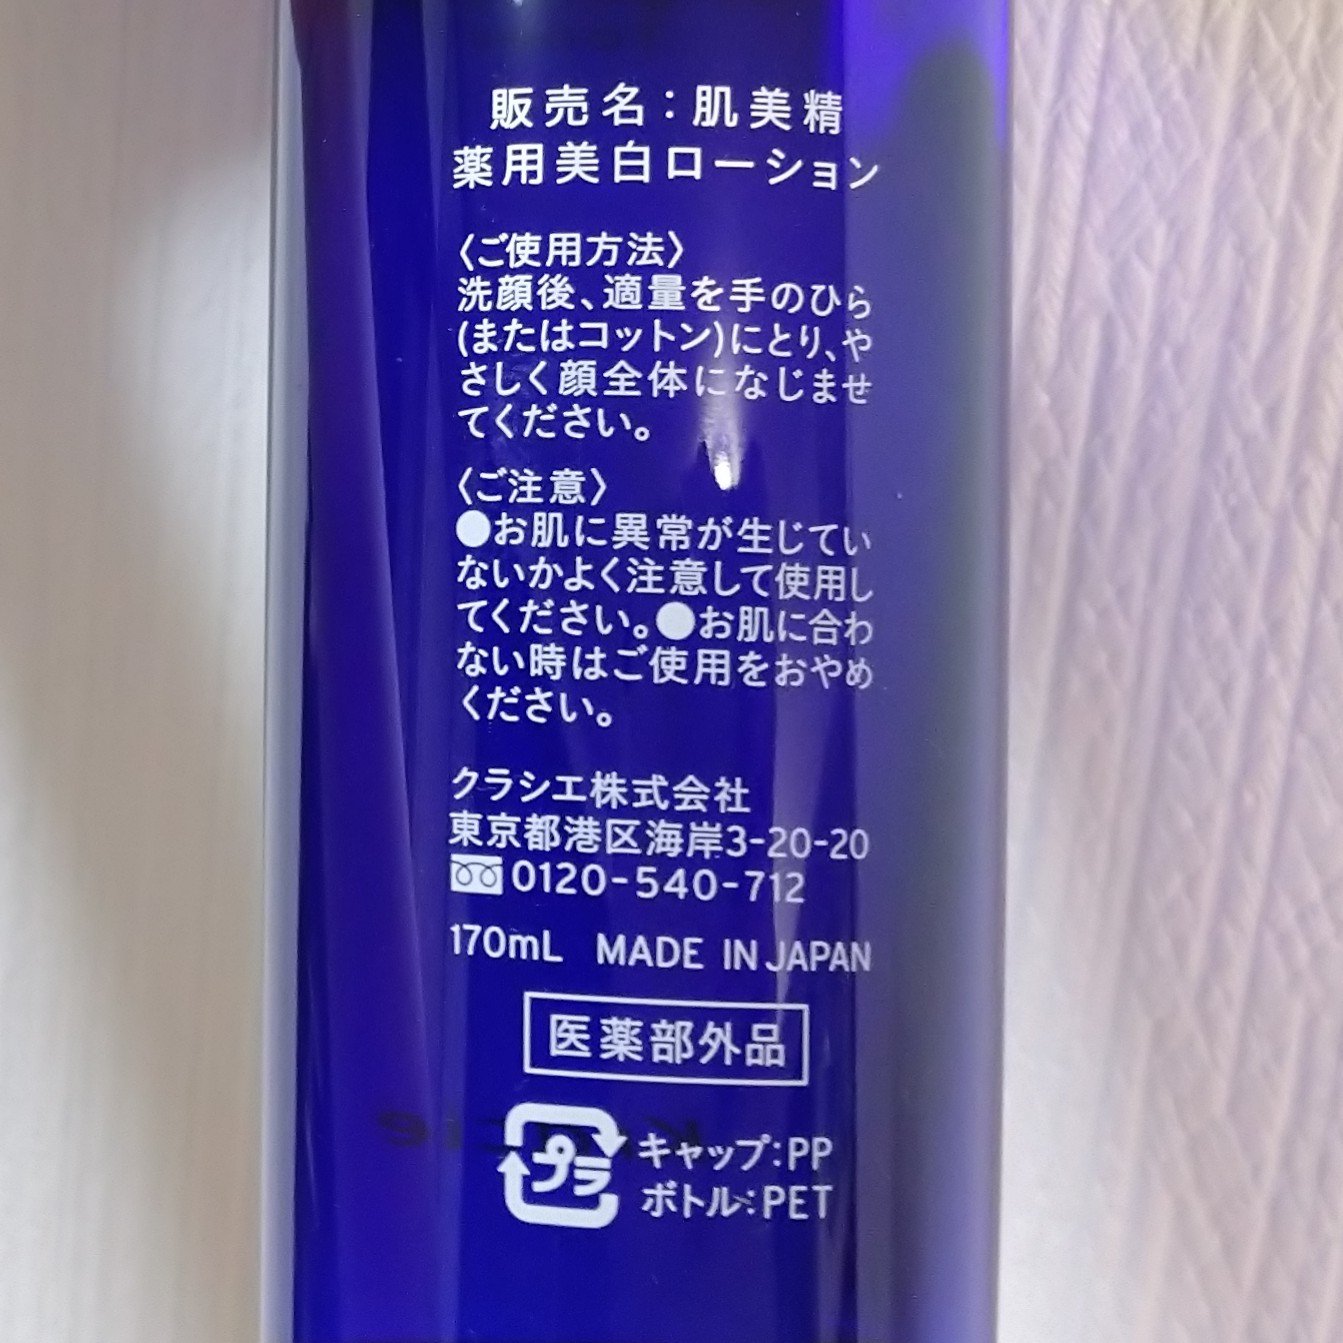 販売名：肌美精
薬用美白ローション
〈ご使用方法〉
洗顔後、適量を手のひら
(またはコットン)にとり、や
さしく顔全体になじませ
てください。
〈ご注意〉
●お肌に異常が生じてい
ないかよく注意して使用し
てください。●お肌に合わ
ない時はご使用をおやめ
ください。
クラシエ株式会社
東京都港区海岸3-20-20
0120-540-712
170mL MADE IN JAPAN
医薬部外品
プラ
キャップ:PP
ボトル:PET